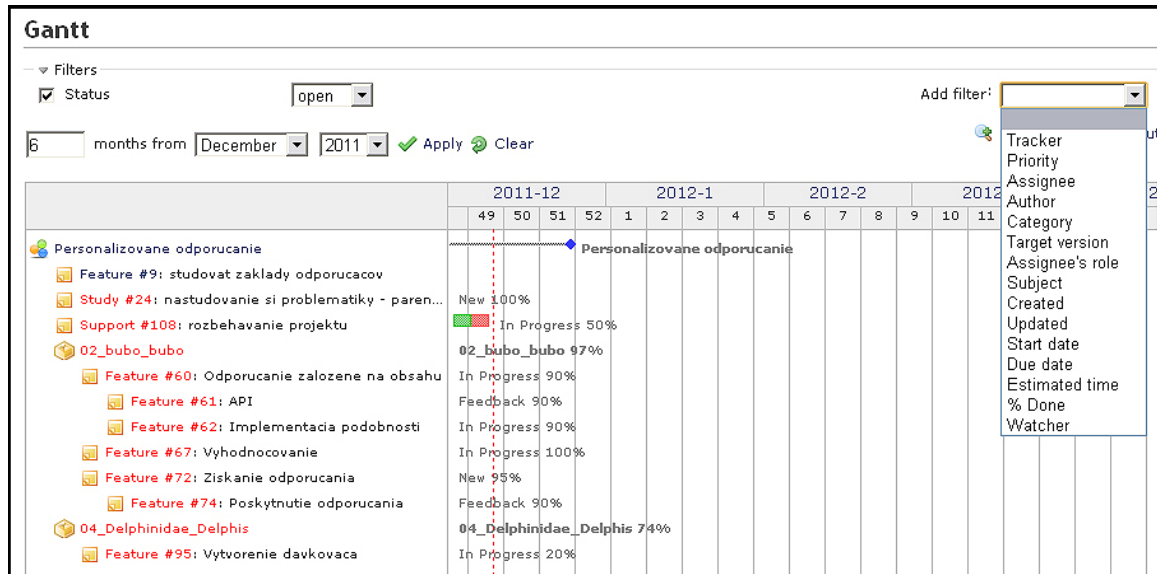 Gantt
Filters
Status open Add filter:
6 months from December 2011 Apply Clear
Tracker
Priority
Assignee
Author
Category
Target version
Assignee's role
Subject
Created
Updated
Start date
Due date
Estimated time
% Done
Watcher
2011-12 2012-1 2012-2 2012
49 50 51 52 1 2 3 4 5 6 7 8 9 10 11
Personalizovane odporucanie Personalizovane odporucanie
Feature #9: studovat zaklady odporucacov
Study #24: nastudovanie si problematiky - paren... New 100%
Support #108: rozbehavanie projektu In Progress 50%
02_bubo_bubo 02_bubo_bubo 97%
Feature #60: Odporucanie zalozene na obsahu In Progress 90%
Feature #61: API Feedback 90%
Feature #62: Implementacia podobnosti In Progress 90%
Feature #67: Vyhodnocovanie In Progress 100%
Feature #72: Ziskanie odporucania New 95%
Feature #74: Poskytnutie odporucania Feedback 90%
04_Delphinidae_Delphis 04_Delphinidae_Delphis 74%
Feature #95: Vytvorenie davkovaca In Progress 20%